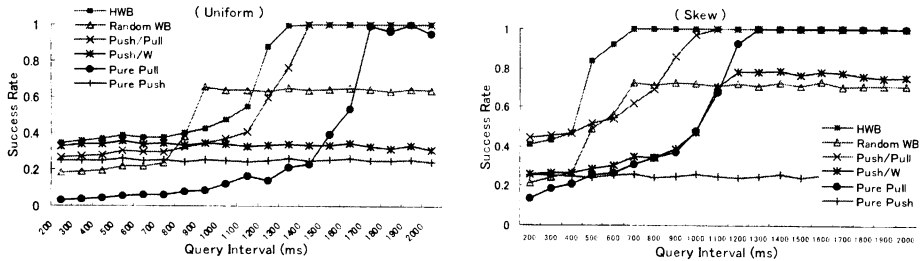 ( Uniform )
HWB
Random WB
Push/Pull
Push/W
Pure Pull
Pure Push
Success Rate
1
0.8
0.6
0.4
0.2
0
200 300 400 500 600 700 800 900 1000 1100 1200 1300 1400 1500 1600 1700 1800 1900 2000
Query Interval (ms)
( Skew )
Success Rate
1
0.8
0.6
0.4
0.2
0
HWB
Random WB
Push/Pull
Push/W
Pure Pull
Pure Push
200 300 400 500 600 700 800 900 1000 1100 1200 1300 1400 1500 1600 1700 1800 1900 2000
Query Interval (ms)